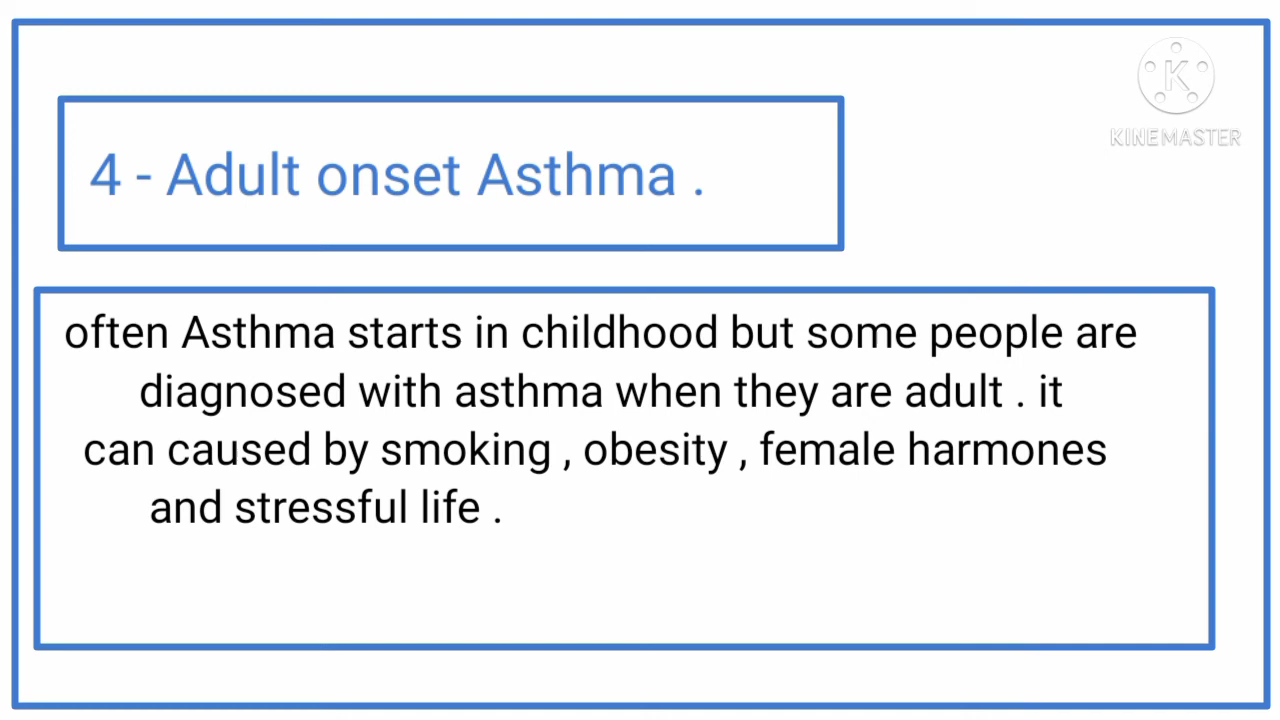 K
KINEMASTER
4 - Adult onset Asthma .
often Asthma starts in childhood but some people are
diagnosed with asthma when they are adult . it
can caused by smoking , obesity , female harmones
and stressful life .